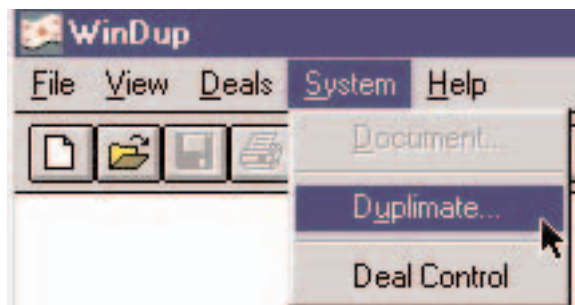 WinDup
File View Deals System Help
Document...
Duplimate...
Deal Control